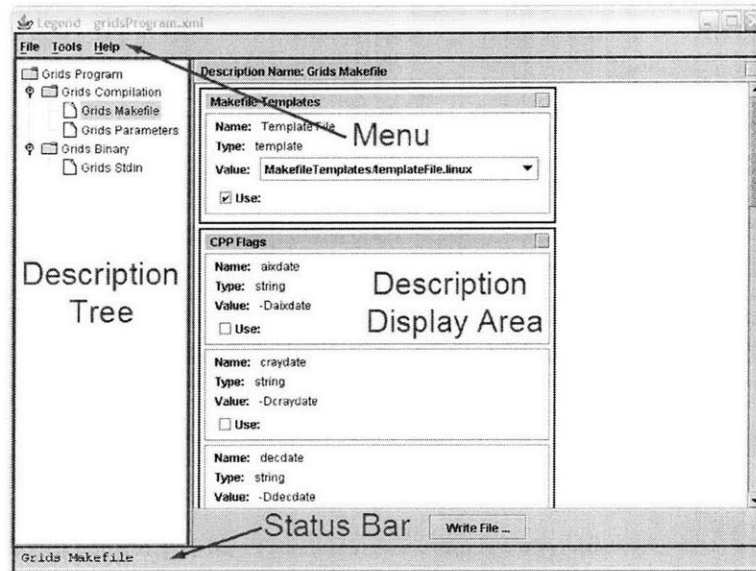 Legend gridsProgram.xml
File Tools Help
Grids Program
Grids Compilation
Grids Makefile
Grids Parameters
Grids Binary
Grids Stdin
Description Tree
Description Name: Grids Makefile
Makefile Templates
Name: TemplateFile
Menu
Type: template
Value: MakefileTemplates/templateFile.linux
Use:
CPP Flags
Name: aixdate
Type: string
Value: -Daixdate
Use:
Description
Display Area
Name: craydate
Type: string
Value: -Dcraydate
Use:
Name: decdate
Type: string
Value: -Ddecdate
Status Bar
Write File ...
Grids Makefile